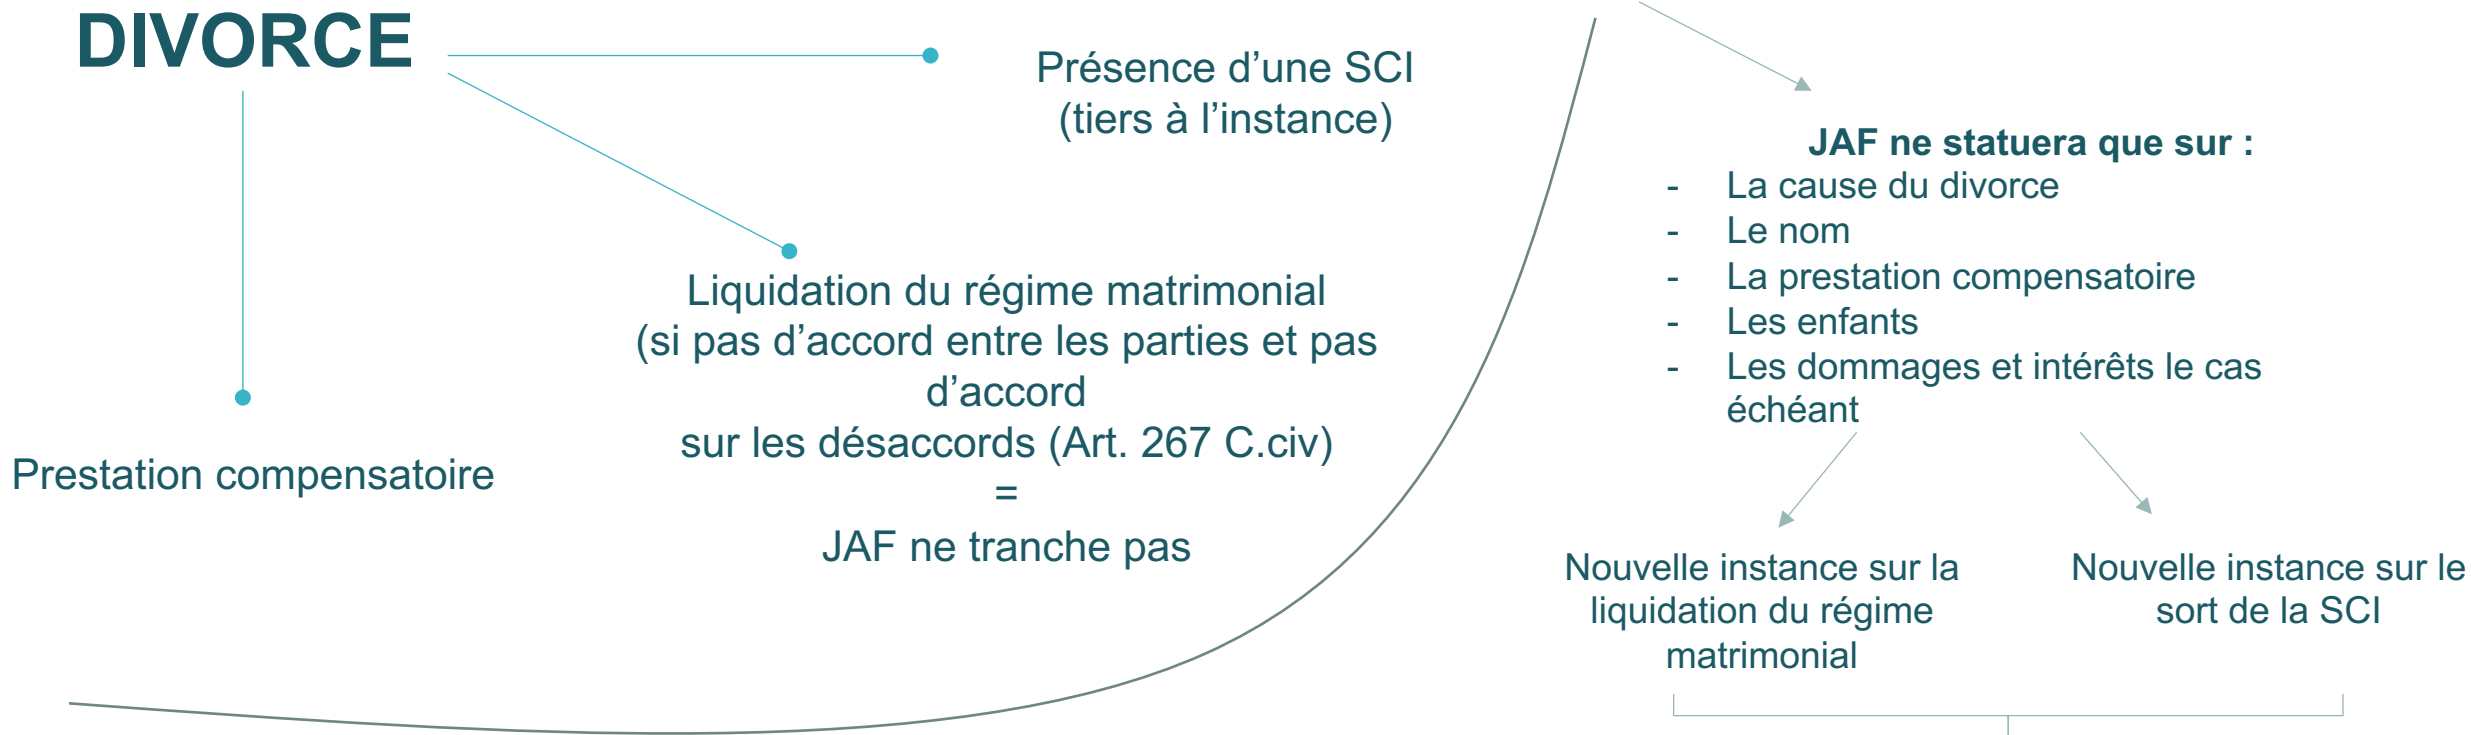 DIVORCE
Présence d’une SCI
(tiers à l’instance)
Liquidation du régime matrimonial
(si pas d’accord entre les parties et pas
d’accord
sur les désaccords (Art. 267 C.civ)
=
JAF ne tranche pas
Prestation compensatoire
JAF ne statuera que sur :
- La cause du divorce
- Le nom
- La prestation compensatoire
- Les enfants
- Les dommages et intérêts le cas
échéant
Nouvelle instance sur la
liquidation du régime
matrimonial
Nouvelle instance sur le
sort de la SCI